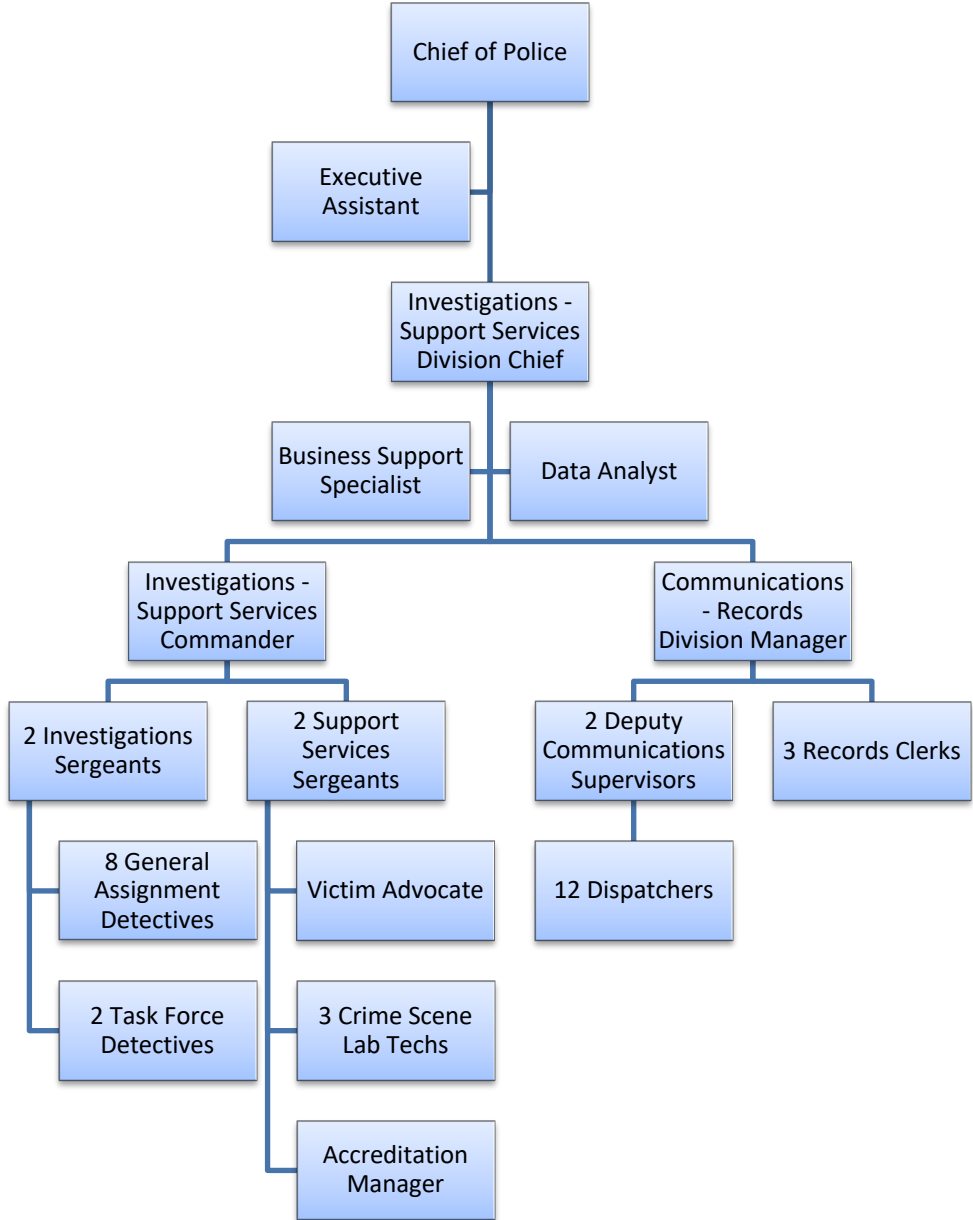 Chief of Police
Executive
Assistant
Investigations -
Support Services
Division Chief
Business Support
Specialist
Data Analyst
Investigations -
Support Services
Commander
Communications
- Records
Division Manager
2 Investigations
Sergeants
2 Support
Services
Sergeants
2 Deputy
Communications
Supervisors
3 Records Clerks
8 General
Assignment
Detectives
Victim Advocate
12 Dispatchers
2 Task Force
Detectives
3 Crime Scene
Lab Techs
Accreditation
Manager